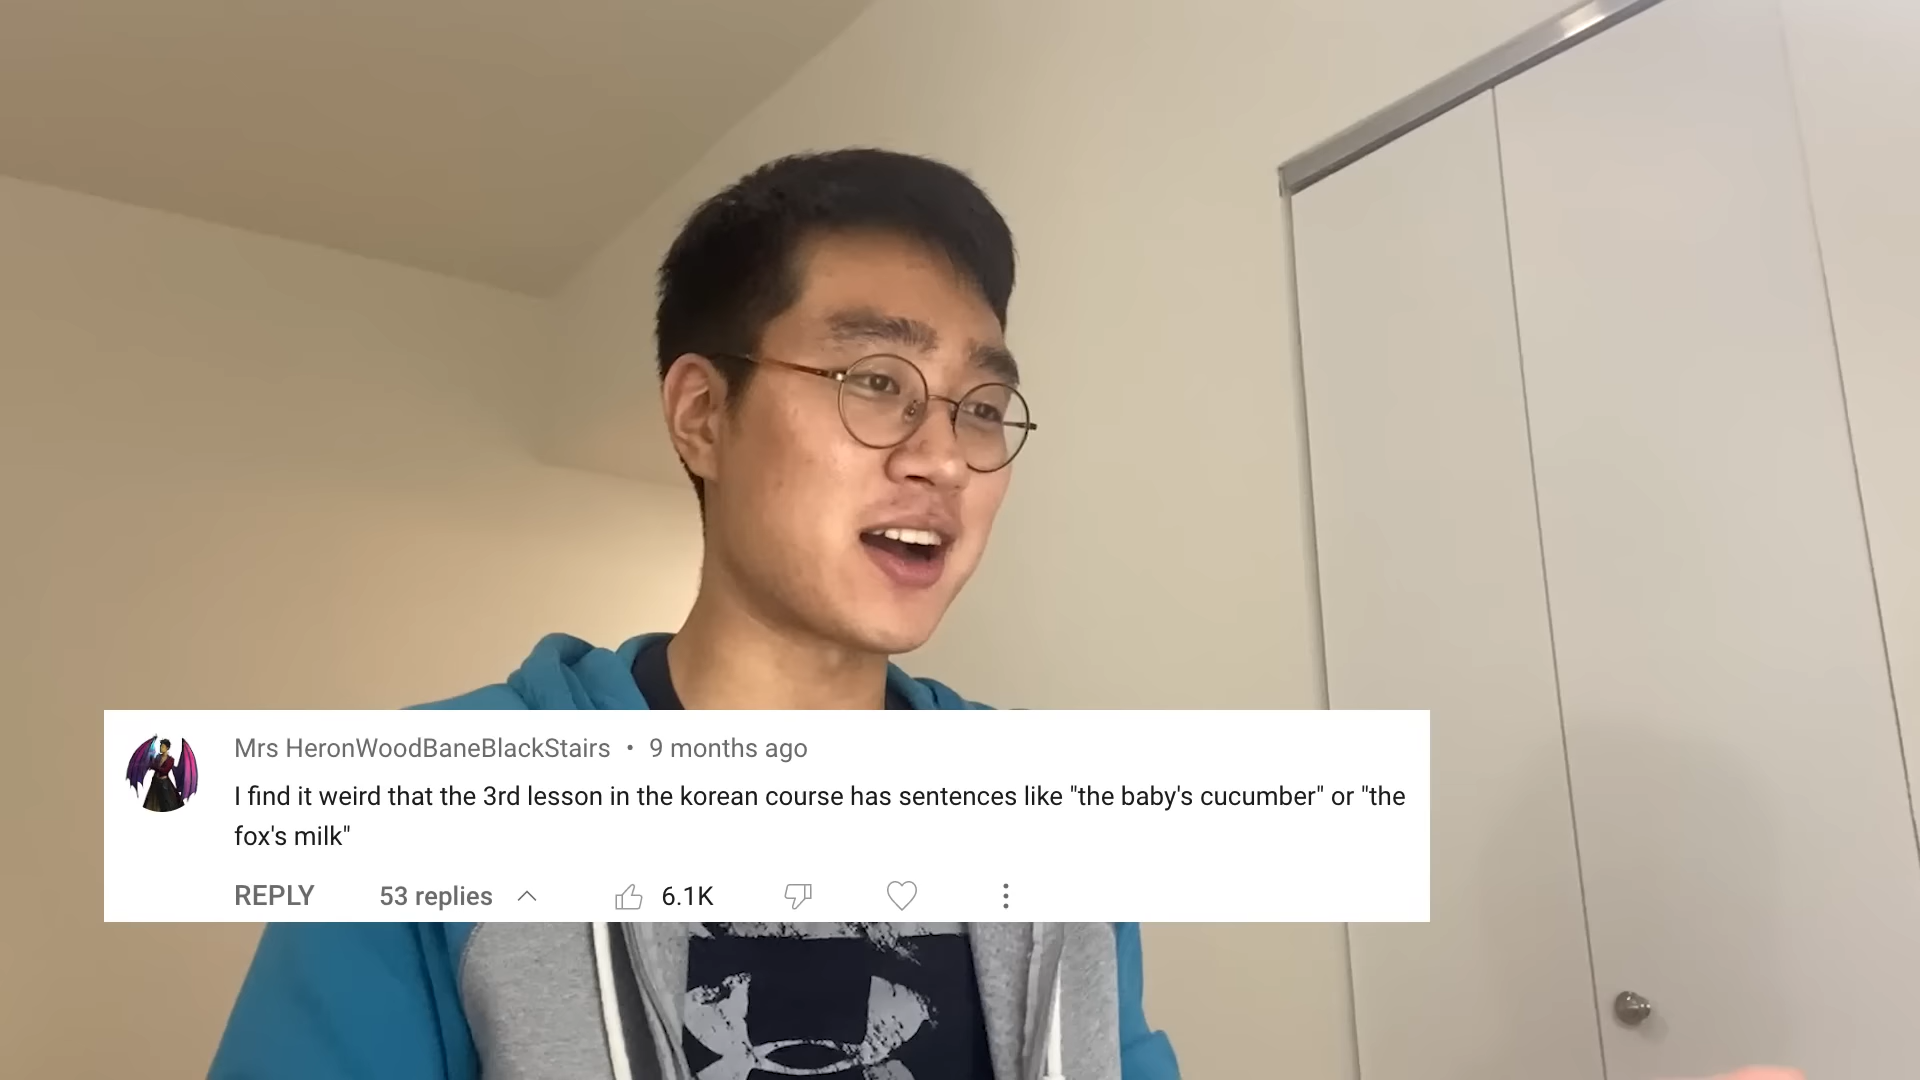 Mrs HeronWoodBaneBlackStairs • 9 months ago
I find it weird that the 3rd lesson in the korean course has sentences like "the baby's cucumber" or "the
fox's milk"
REPLY 53 replies 6.1K